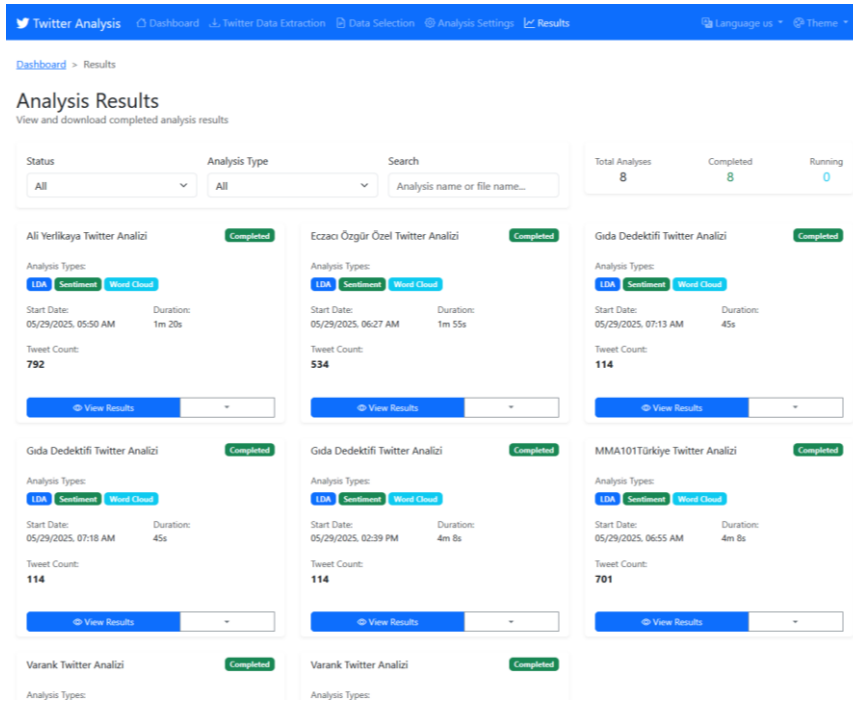 Twitter Analysis Dashboard Twitter Data Extraction Data Selection Analysis Settings Results Language us Theme
Dashboard > Results
Analysis Results
View and download completed analysis results
Status Analysis Type Search
All All Analysis name or file name...
Total Analyses Completed Running
8 8 0
Ali Yerlikaya Twitter Analizi Completed
Analysis Types:
LDA Sentiment Word Cloud
Start Date: Duration:
05/29/2025, 05:50 AM 1m 20s
Tweet Count:
792
View Results
Eczacı Özgür Özel Twitter Analizi Completed
Analysis Types:
LDA Sentiment Word Cloud
Start Date: Duration:
05/29/2025, 06:27 AM 1m 55s
Tweet Count:
534
View Results
Gıda Dedektifi Twitter Analizi Completed
Analysis Types:
LDA Sentiment Word Cloud
Start Date: Duration:
05/29/2025, 07:13 AM 45s
Tweet Count:
114
View Results
Gıda Dedektifi Twitter Analizi Completed
Analysis Types:
LDA Sentiment Word Cloud
Start Date: Duration:
05/29/2025, 07:18 AM 45s
Tweet Count:
114
View Results
Gıda Dedektifi Twitter Analizi Completed
Analysis Types:
LDA Sentiment Word Cloud
Start Date: Duration:
05/29/2025, 02:39 PM 4m 8s
Tweet Count:
114
View Results
MMA101Türkiye Twitter Analizi Completed
Analysis Types:
LDA Sentiment Word Cloud
Start Date: Duration:
05/29/2025, 06:55 AM 4m 8s
Tweet Count:
701
View Results
Varank Twitter Analizi Completed
Analysis Types:
Varank Twitter Analizi Completed
Analysis Types: